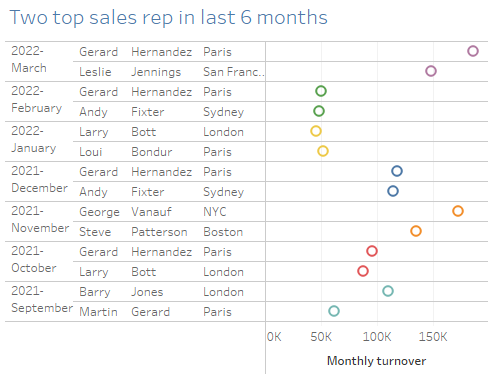 Two top sales rep in last 6 months
2022-March Gerard Hernandez Paris
Leslie Jennings San Franc..
2022-February Gerard Hernandez Paris
Andy Fixter Sydney
2022-January Larry Bott London
Loui Bondur Paris
2021-December Gerard Hernandez Paris
Andy Fixter Sydney
2021-November George Vanauf NYC
Steve Patterson Boston
2021-October Gerard Hernandez Paris
Larry Bott London
2021-September Barry Jones London
Martin Gerard Paris
0K 50K 100K 150K
Monthly turnover